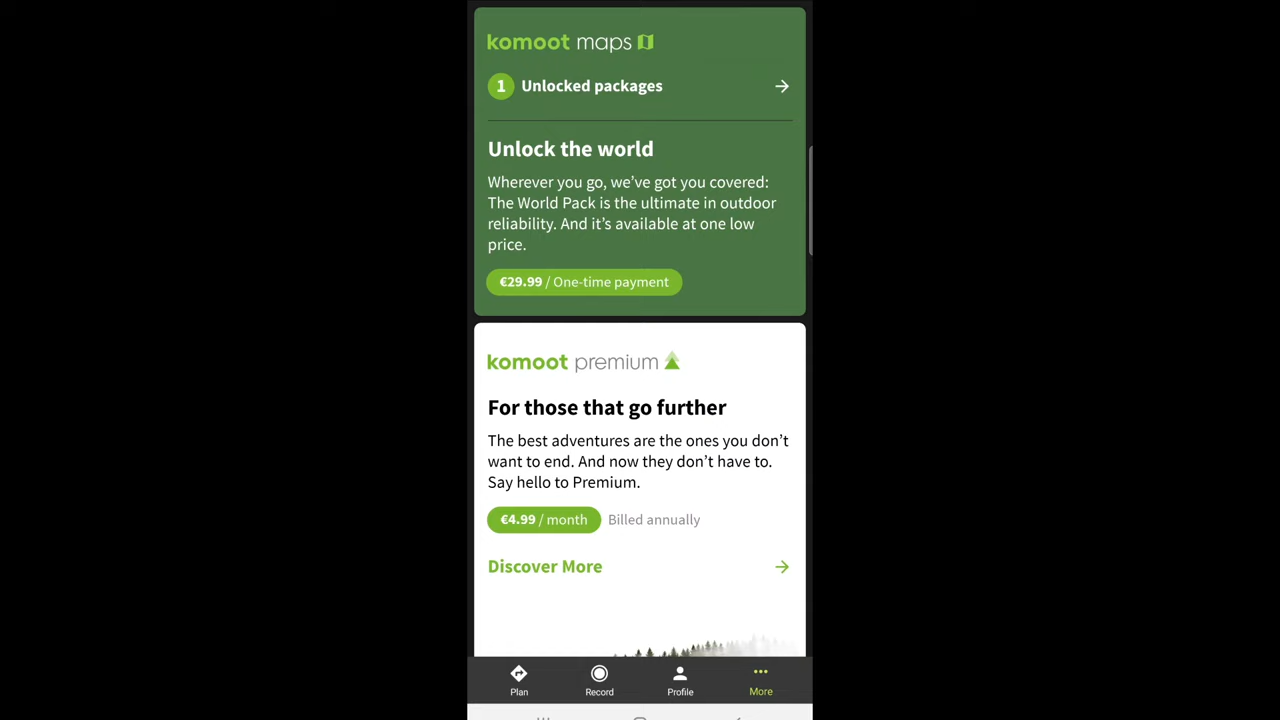 komoot maps
1 Unlocked packages
Unlock the world
Wherever you go, we’ve got you covered:
The World Pack is the ultimate in outdoor
reliability. And it’s available at one low
price.
€29.99 / One-time payment
komoot premium
For those that go further
The best adventures are the ones you don’t
want to end. And now they don’t have to.
Say hello to Premium.
€4.99 / month Billed annually
Discover More
Plan Record Profile More